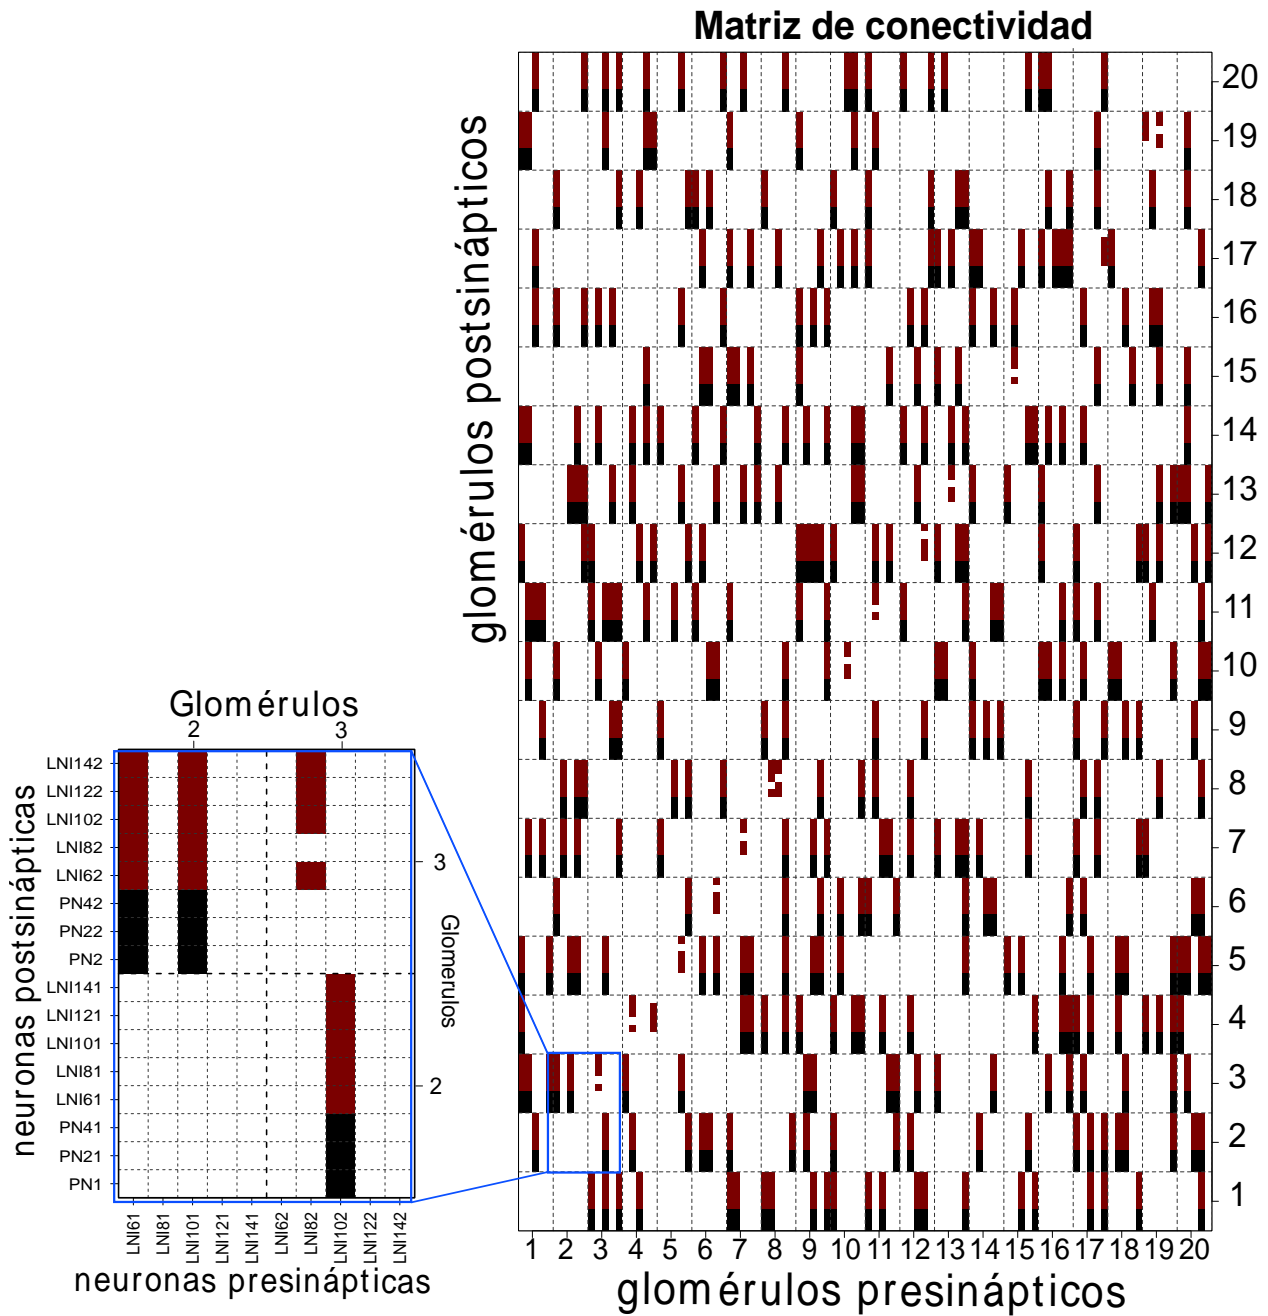 Matriz de conectividad
glomérulos postsinápticos
20
19
18
17
16
15
14
13
12
11
10
9
8
7
6
5
4
3
2
1
1 2 3 4 5 6 7 8 9 10 11 12 13 14 15 16 17 18 19 20
glomérulos presinápticos
Glomérulos
2 3
neuronas postsinápticas
LNI142
LNI122
LNI102
LNI82
LNI62
PN42
PN22
PN2
LNI141
LNI121
LNI101
LNI81
LNI61
PN41
PN21
PN1
3
Glomerulos
2
LNI61 LNI81 LNI101 LNI121 LNI141 LNI62 LNI82 LNI102 LNI122 LNI142
neuronas presinápticas